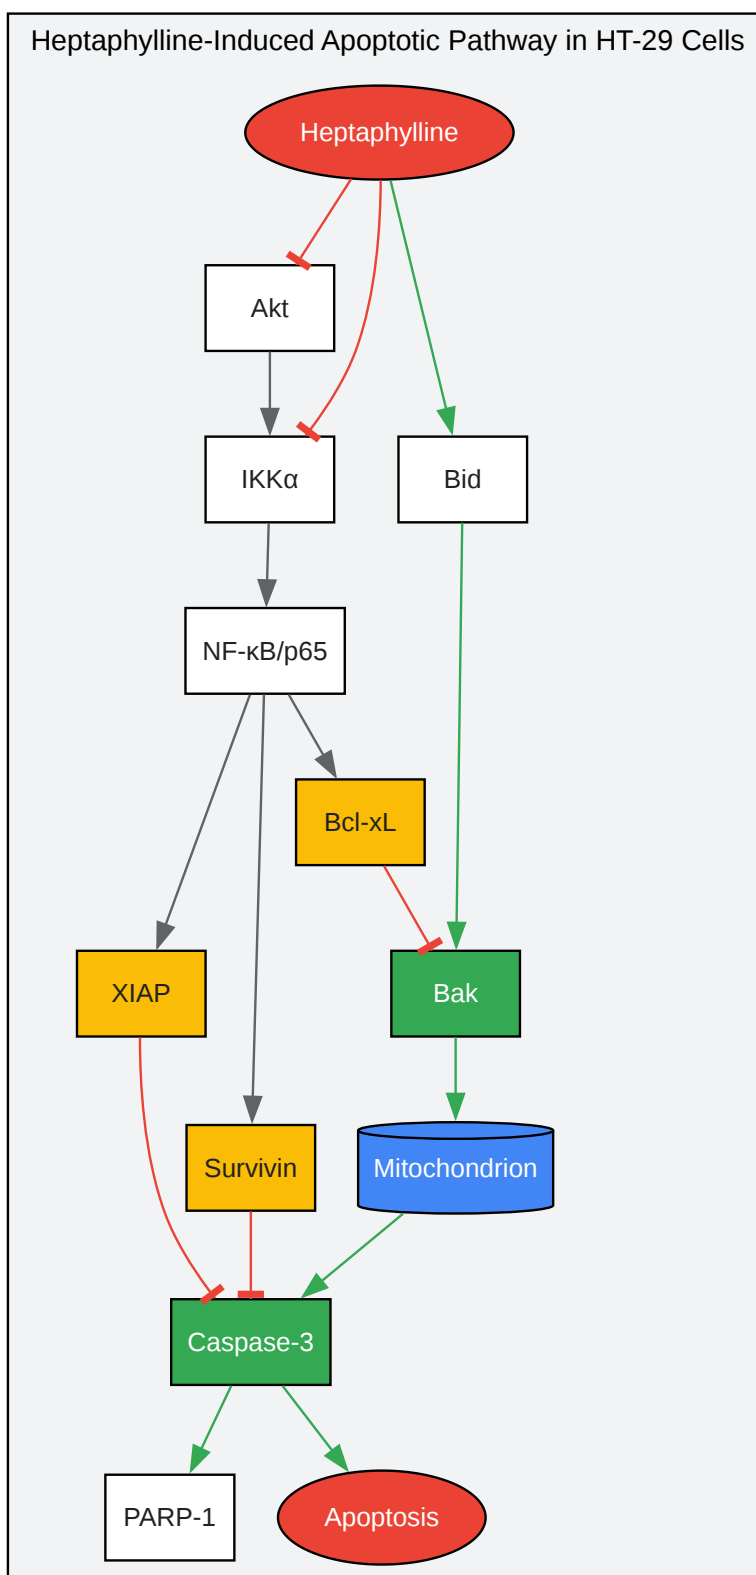 Heptaphylline-Induced Apoptotic Pathway in HT-29 Cells
Heptaphylline
Akt
IKKα
Bid
NF-κB/p65
Bcl-xL
XIAP
Bak
Survivin
Mitochondrion
Caspase-3
PARP-1
Apoptosis